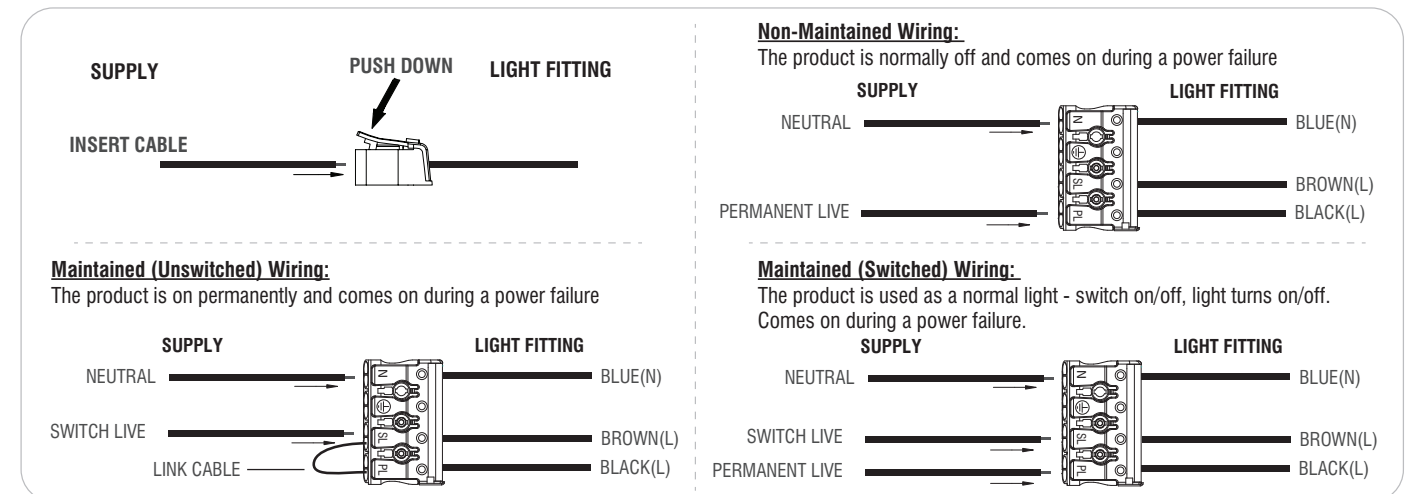 SUPPLY
PUSH DOWN
LIGHT FITTING
INSERT CABLE
Non-Maintained Wiring:
The product is normally off and comes on during a power failure
SUPPLY
LIGHT FITTING
NEUTRAL
N
BLUE(N)
SL
BROWN(L)
PERMANENT LIVE
PL
BLACK(L)
Maintained (Unswitched) Wiring:
The product is on permanently and comes on during a power failure
SUPPLY
LIGHT FITTING
NEUTRAL
N
BLUE(N)
SWITCH LIVE
SL
BROWN(L)
LINK CABLE
PL
BLACK(L)
Maintained (Switched) Wiring:
The product is used as a normal light - switch on/off, light turns on/off.
Comes on during a power failure.
SUPPLY
LIGHT FITTING
NEUTRAL
N
BLUE(N)
SWITCH LIVE
SL
BROWN(L)
PERMANENT LIVE
PL
BLACK(L)